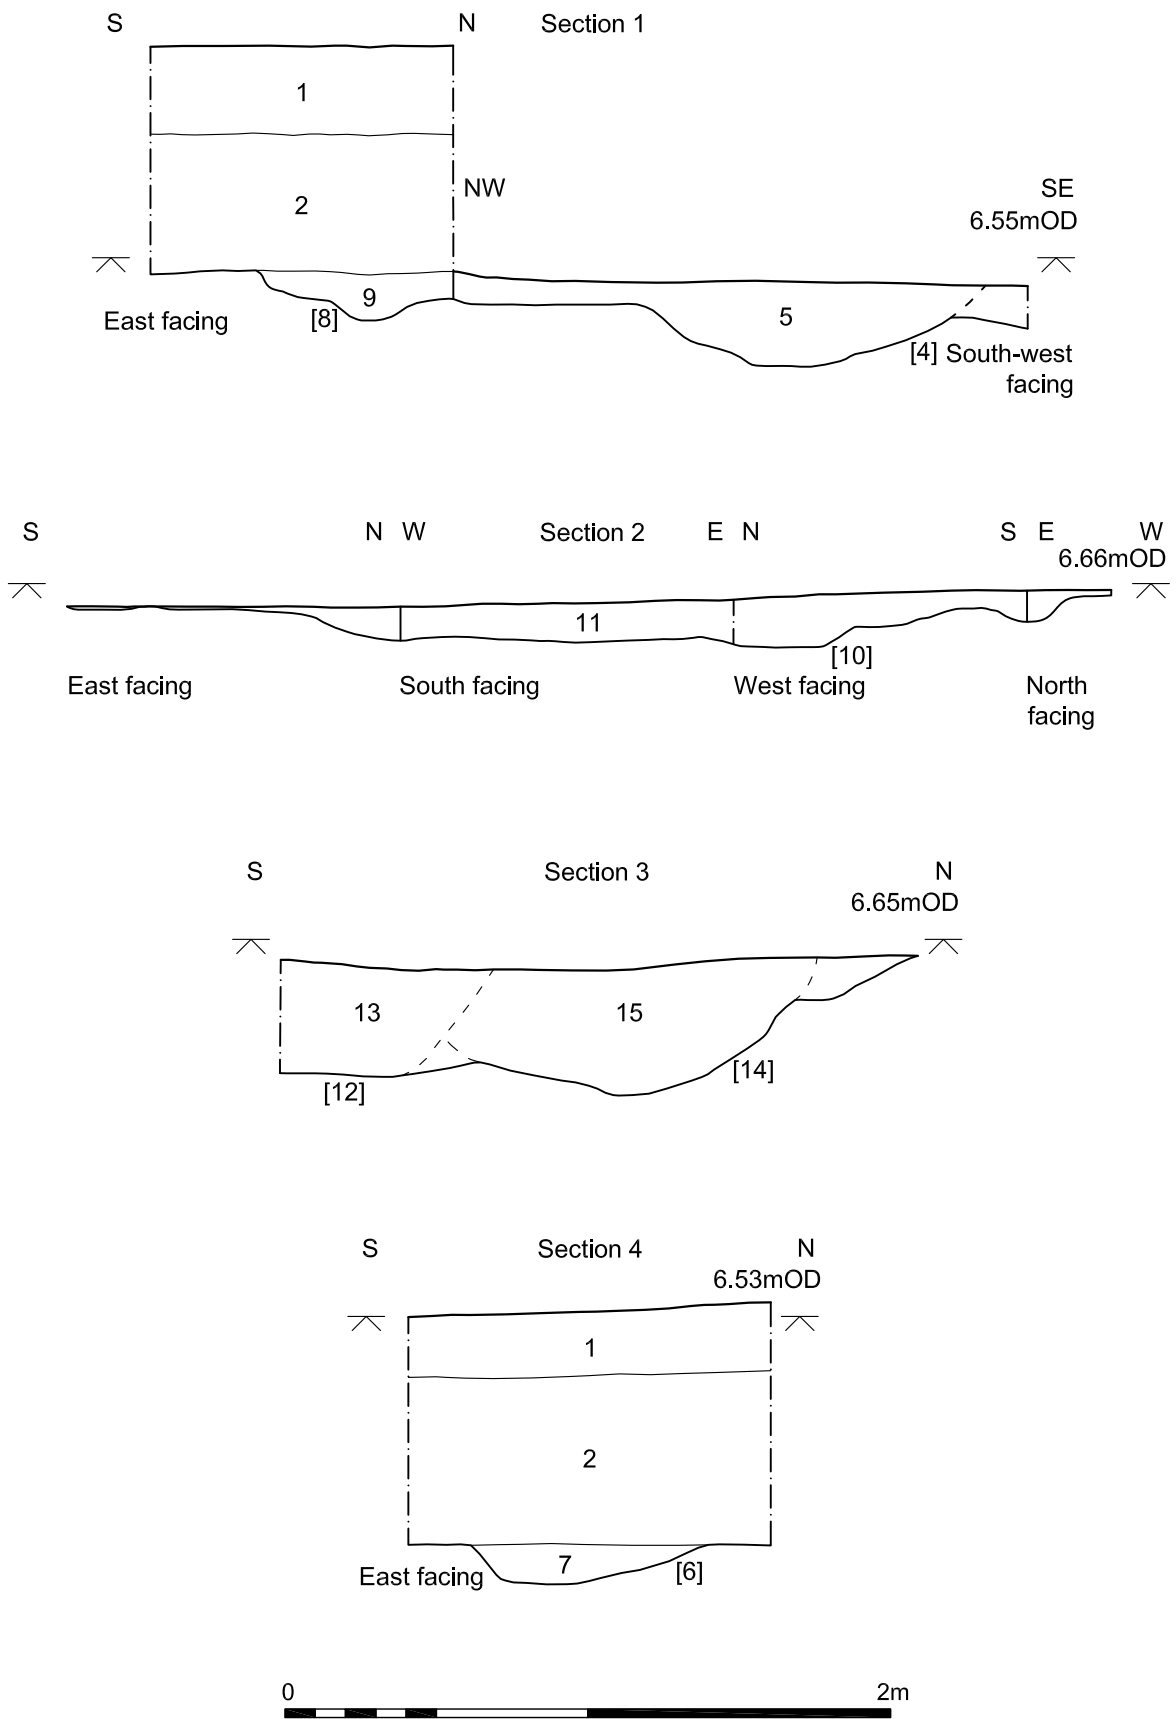 S N Section 1
1
NW SE
2
6.55mOD
9
5
East facing [8]
[4] South-west
facing
S N W Section 2 E N S E W
6.66mOD
11
[10]
East facing South facing West facing North
facing
S Section 3 N
6.65mOD
13 15
[14]
[12]
S Section 4 N
6.53mOD
1
2
7
East facing [6]
0 2m